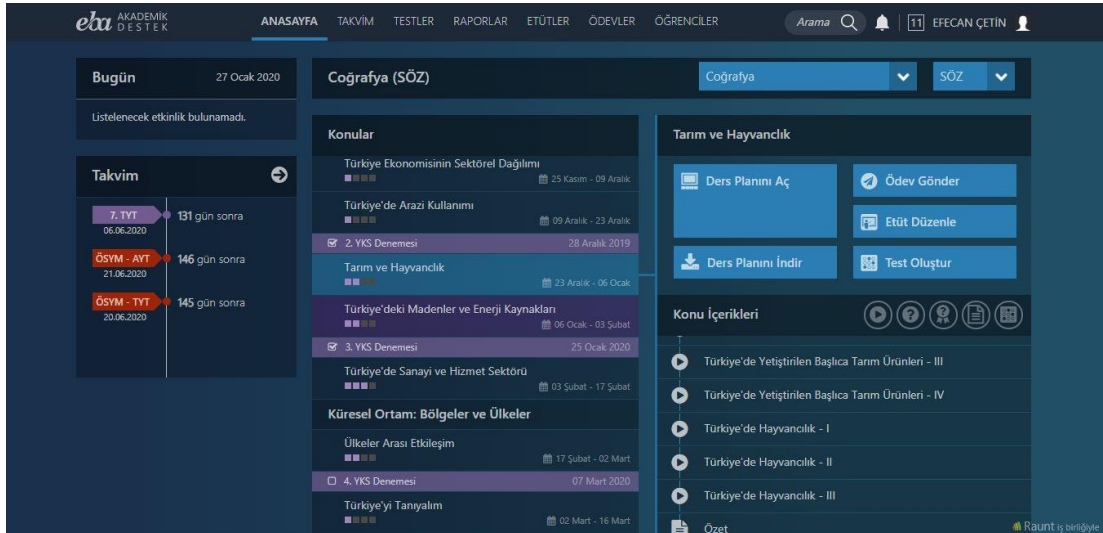 eba AKADEMİK DESTEK
ANASAYFA TAKVİM TESTLER RAPORLAR ETÜTLER ÖDEVLER ÖĞRENCİLER Arama 11 EFECAN ÇETİN
Bugün 27 Ocak 2020
Listelenecek etkinlik bulunamadı.
Takvim
7. TYT 131 gün sonra
06.06.2020
ÖSYM - AYT 146 gün sonra
21.06.2020
ÖSYM - TYT 145 gün sonra
20.06.2020
Coğrafya (SÖZ) Coğrafya SÖZ
Konular
Türkiye Ekonomisinin Sektörel Dağılımı
25 Kasım - 09 Aralık
Türkiye'de Arazi Kullanımı
09 Aralık - 23 Aralık
2. YKS Denemesi 28 Aralık 2019
Tarım ve Hayvancılık
23 Aralık - 06 Ocak
Türkiye'deki Madenler ve Enerji Kaynakları
06 Ocak - 03 Şubat
3. YKS Denemesi 25 Ocak 2020
Türkiye'de Sanayi ve Hizmet Sektörü
03 Şubat - 17 Şubat
Küresel Ortam: Bölgeler ve Ülkeler
Ülkeler Arası Etkileşim
17 Şubat - 02 Mart
4. YKS Denemesi 07 Mart 2020
Türkiye'yi Tanıyalım
02 Mart - 16 Mart
Tarım ve Hayvancılık
Ders Planını Aç
Ödev Gönder
Etüt Düzenle
Ders Planını İndir
Test Oluştur
Konu İçerikleri
Türkiye'de Yetiştirilen Başlıca Tarım Ürünleri - III
Türkiye'de Yetiştirilen Başlıca Tarım Ürünleri - IV
Türkiye'de Hayvancılık - I
Türkiye'de Hayvancılık - II
Türkiye'de Hayvancılık - III
Özet
Raunt iş birliğiyle